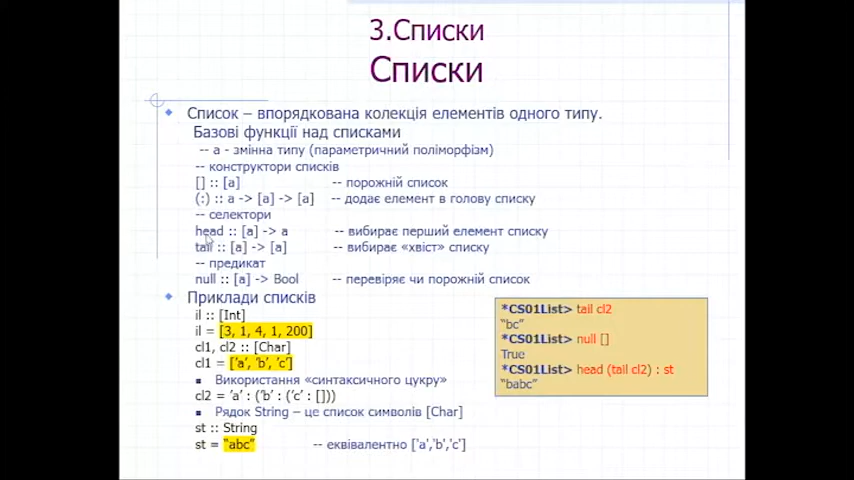 3.Списки
Списки
Список – впорядкована колекція елементів одного типу.
Базові функції над списками
-- a - змінна типу (параметричний поліморфізм)
-- конструктори списків
[] :: [a] -- порожній список
(:) :: a -> [a] -> [a] -- додає елемент в голову списку
-- селектори
head :: [a] -> a -- вибирає перший елемент списку
tail :: [a] -> [a] -- вибирає «хвіст» списку
-- предикат
null :: [a] -> Bool -- перевіряє чи порожній список
Приклади списків
il :: [Int]
il = [3, 1, 4, 1, 200]
cl1, cl2 :: [Char]
cl1 = ['a', 'b', 'c']
Використання «синтаксичного цукру»
cl2 = 'a' : ('b' : ('c' : []))
Рядок String – це список символів [Char]
st :: String
st = "abc" -- еквівалентно ['a','b','c']
*CS01List> tail cl2
"bc"
*CS01List> null []
True
*CS01List> head (tail cl2) : st
"babc"